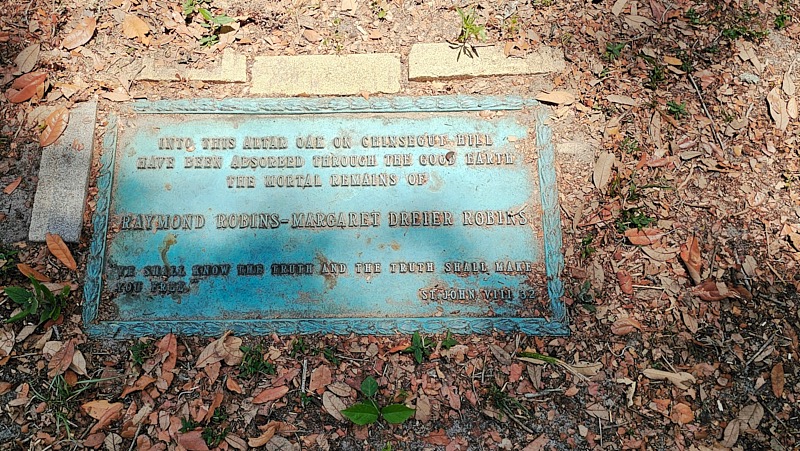 INTO THIS ALTAR OAK ON CHINSEGUT HILL
HAVE BEEN ABSORBED THROUGH THE GOOD EARTH
THE MORTAL REMAINS OF
RAYMOND ROBINS-MARGARET DREIER ROBINS
YE SHALL KNOW THE TRUTH AND THE TRUTH SHALL MAKE
YOU FREE.
ST. JOHN VIII 32